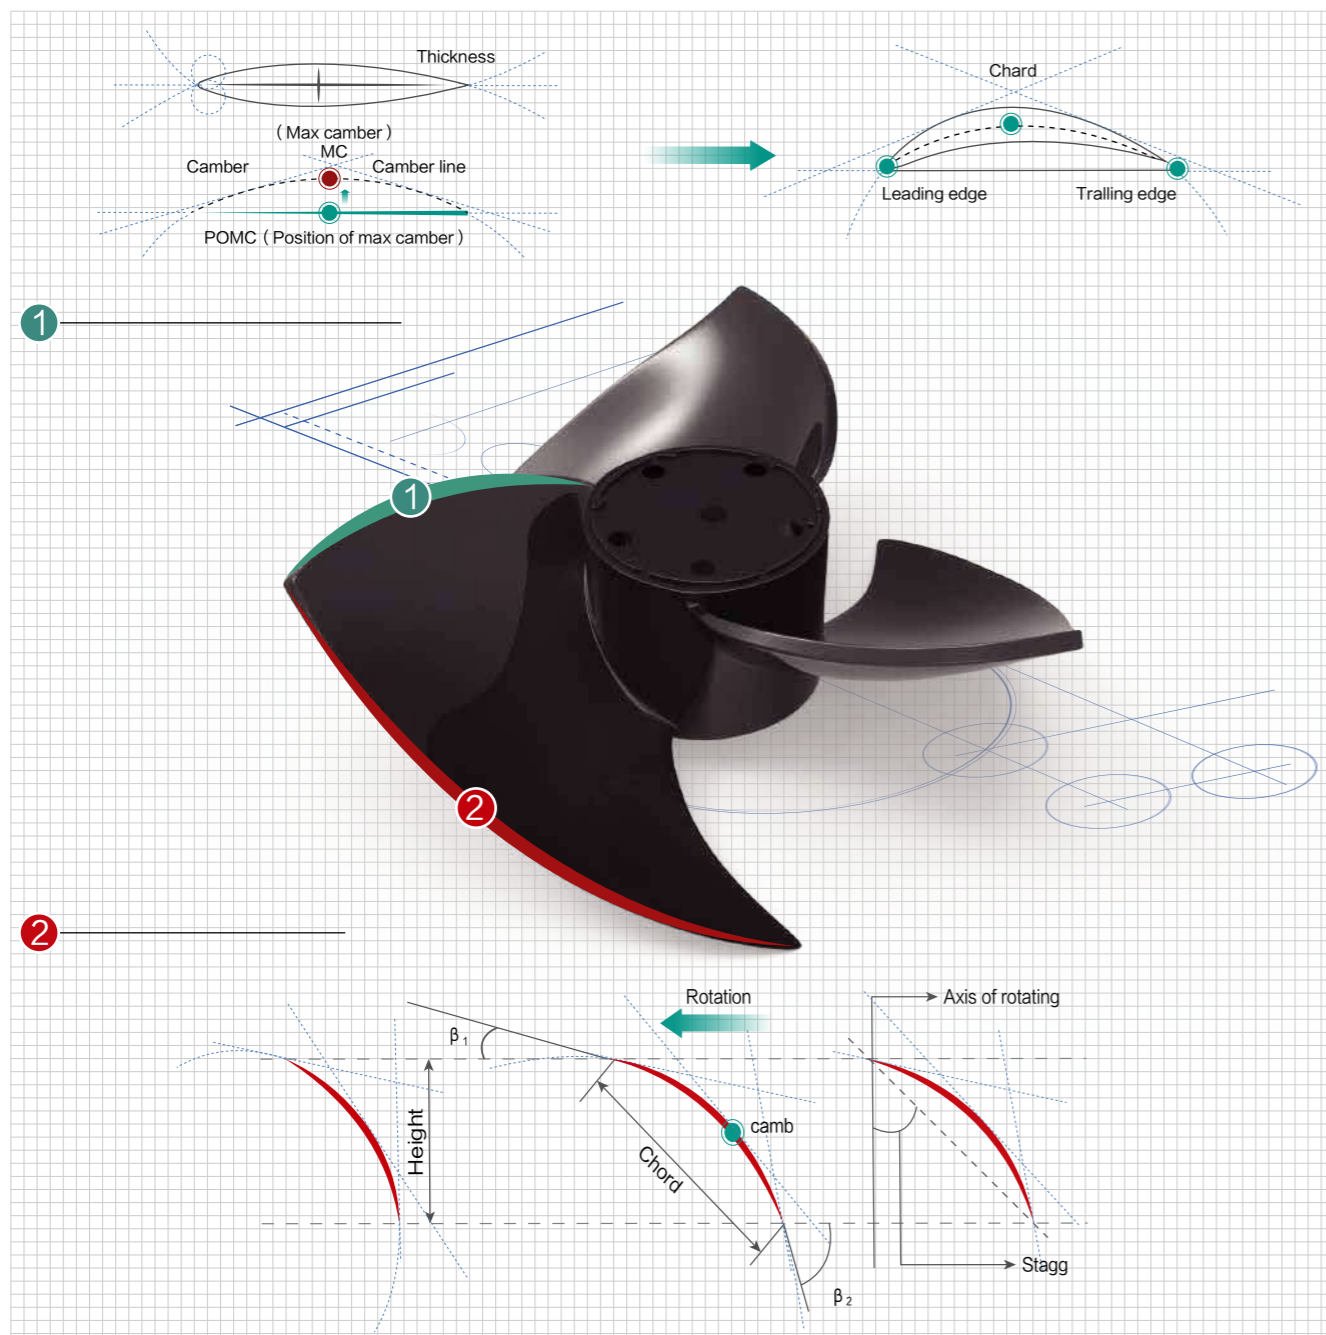 Thickness
( Max camber )
MC
Camber
Camber line
POMC ( Position of max camber )
Chard
Leading edge
Tralling edge
1
1
2
2
Rotation
Axis of rotating
β1
Height
camb
Chord
Stagg
β2